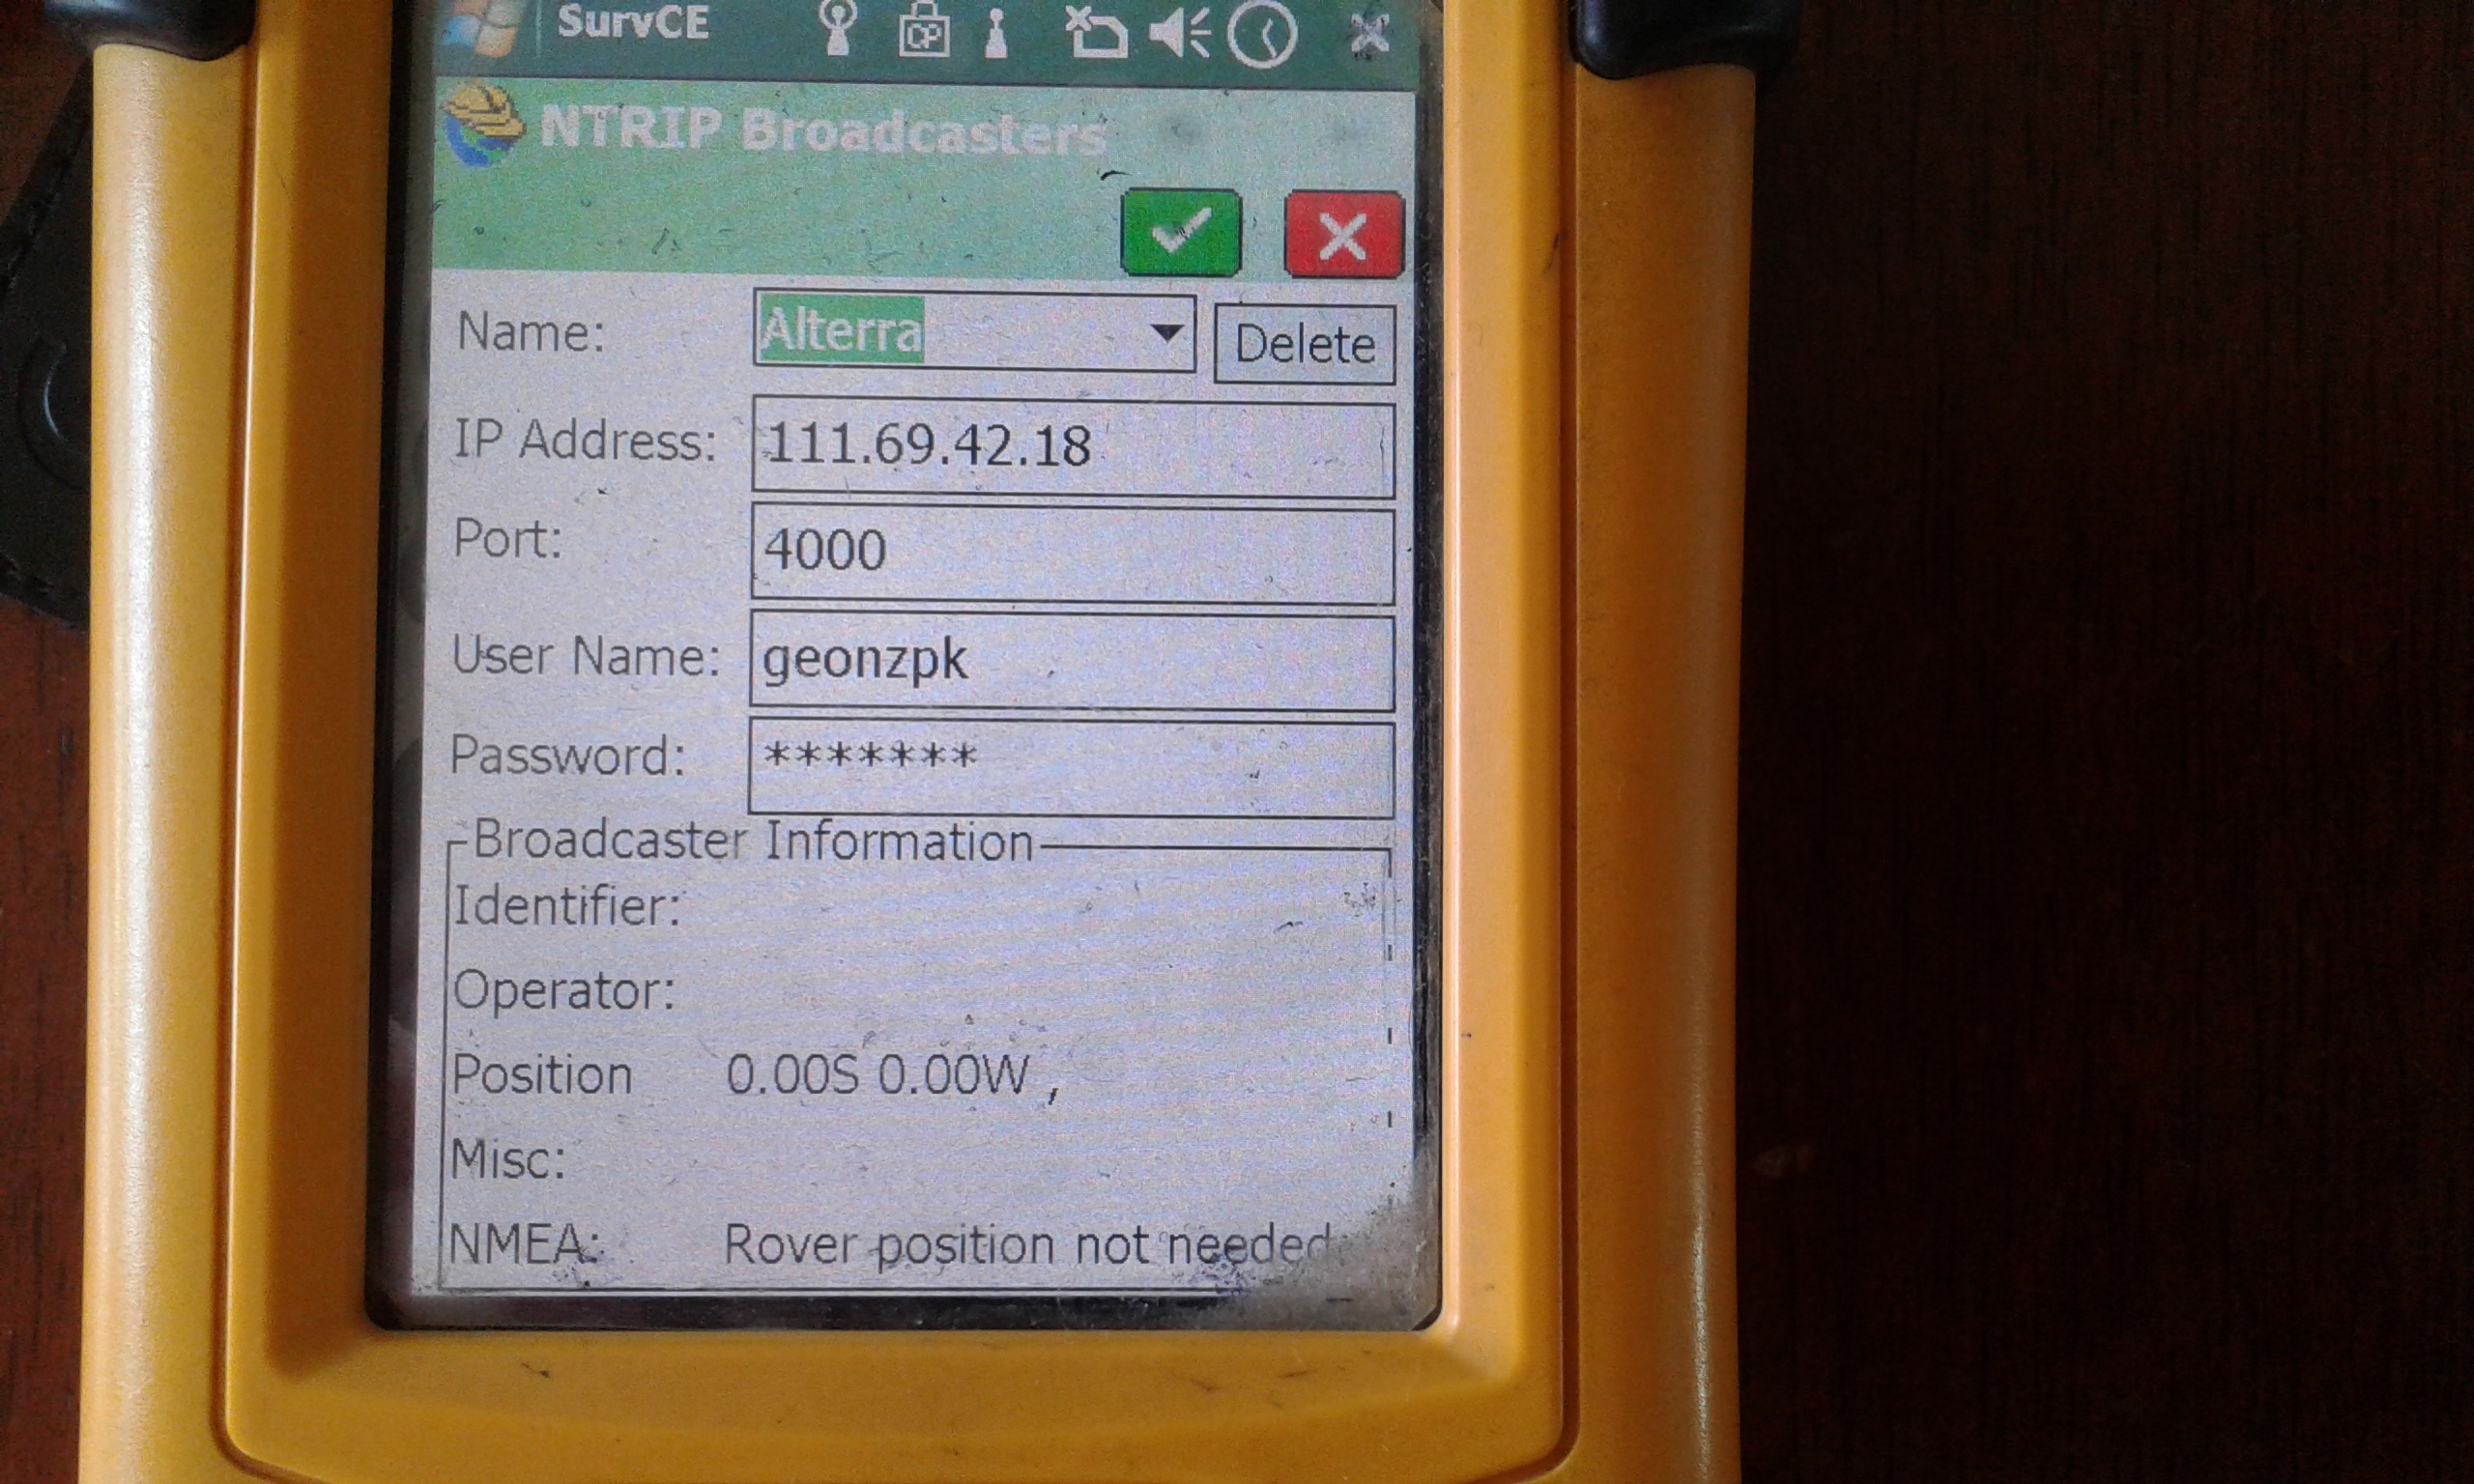 SurvCE
NTRIP Broadcasters
Name: Alterra Delete
IP Address: 111.69.42.18
Port: 4000
User Name: geonzpk
Password: *******
Broadcaster Information
Identifier:
Operator:
Position 0.00S 0.00W ,
Misc:
NMEA: Rover position not needed